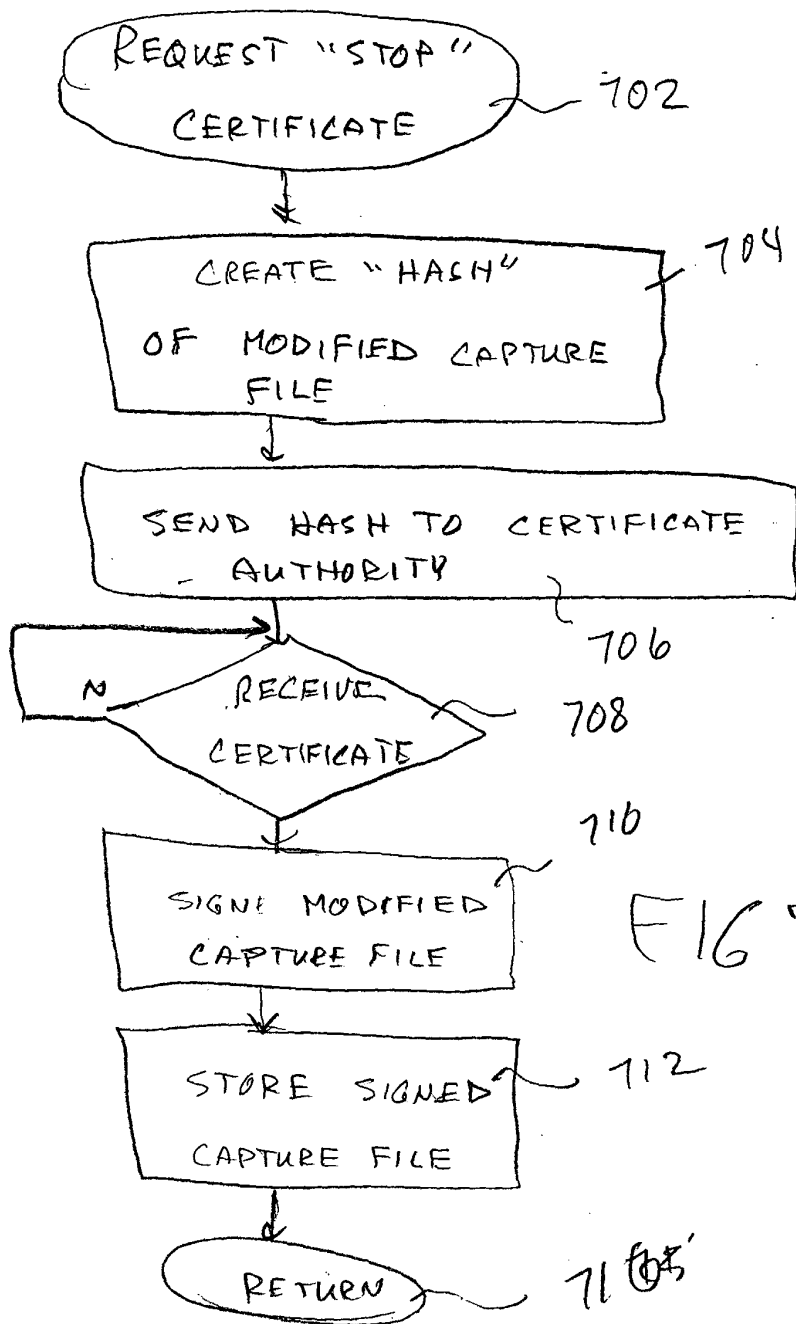 REQUEST "STOP"
CERTIFICATE
702
CREATE "HASH"
OF MODIFIED CAPTURE
FILE
704
SEND HASH TO CERTIFICATE
AUTHORITY
706
N
RECEIVE
CERTIFICATE
708
710
SIGN MODIFIED
CAPTURE FILE
FIG
STORE SIGNED
CAPTURE FILE
712
RETURN